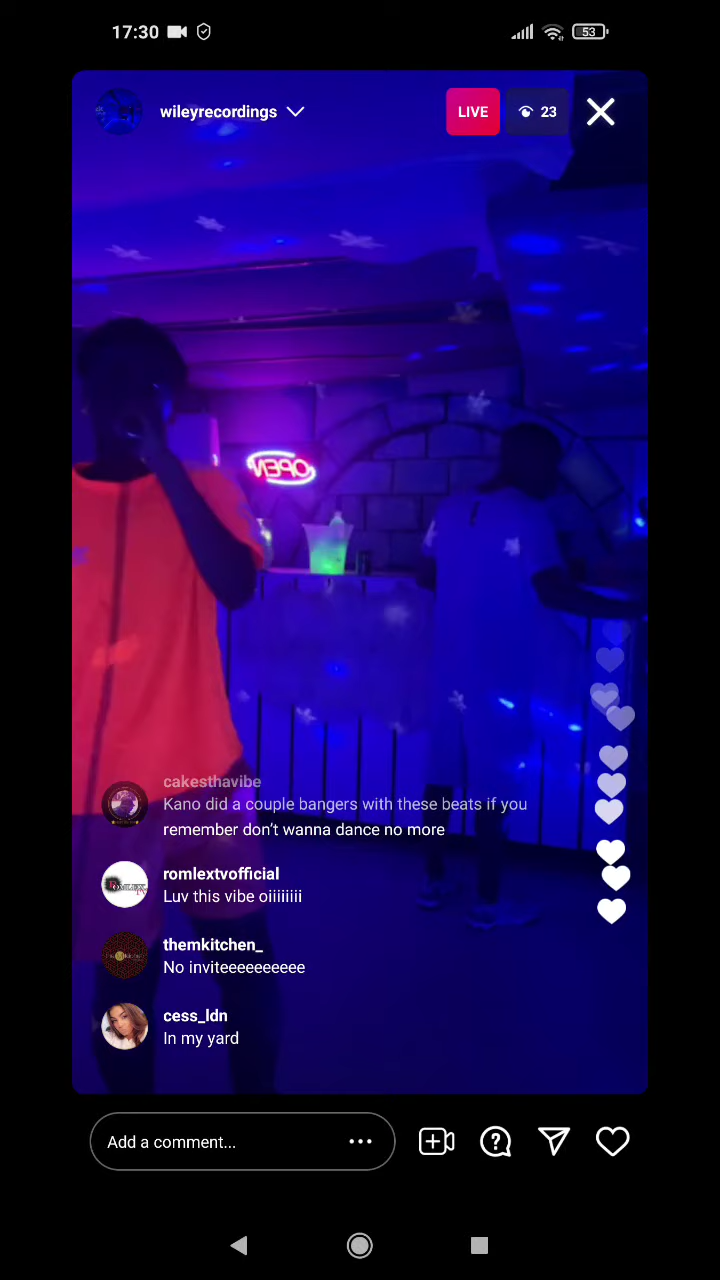 17:30
53
wileyrecordings
LIVE
23
OPEN
cakesthavibe
Kano did a couple bangers with these beats if you
remember don't wanna dance no more
romlextvofficial
Luv this vibe oiiiiiii
themkitchen_
No inviteeeeeeeeee
cess_ldn
In my yard
Add a comment...